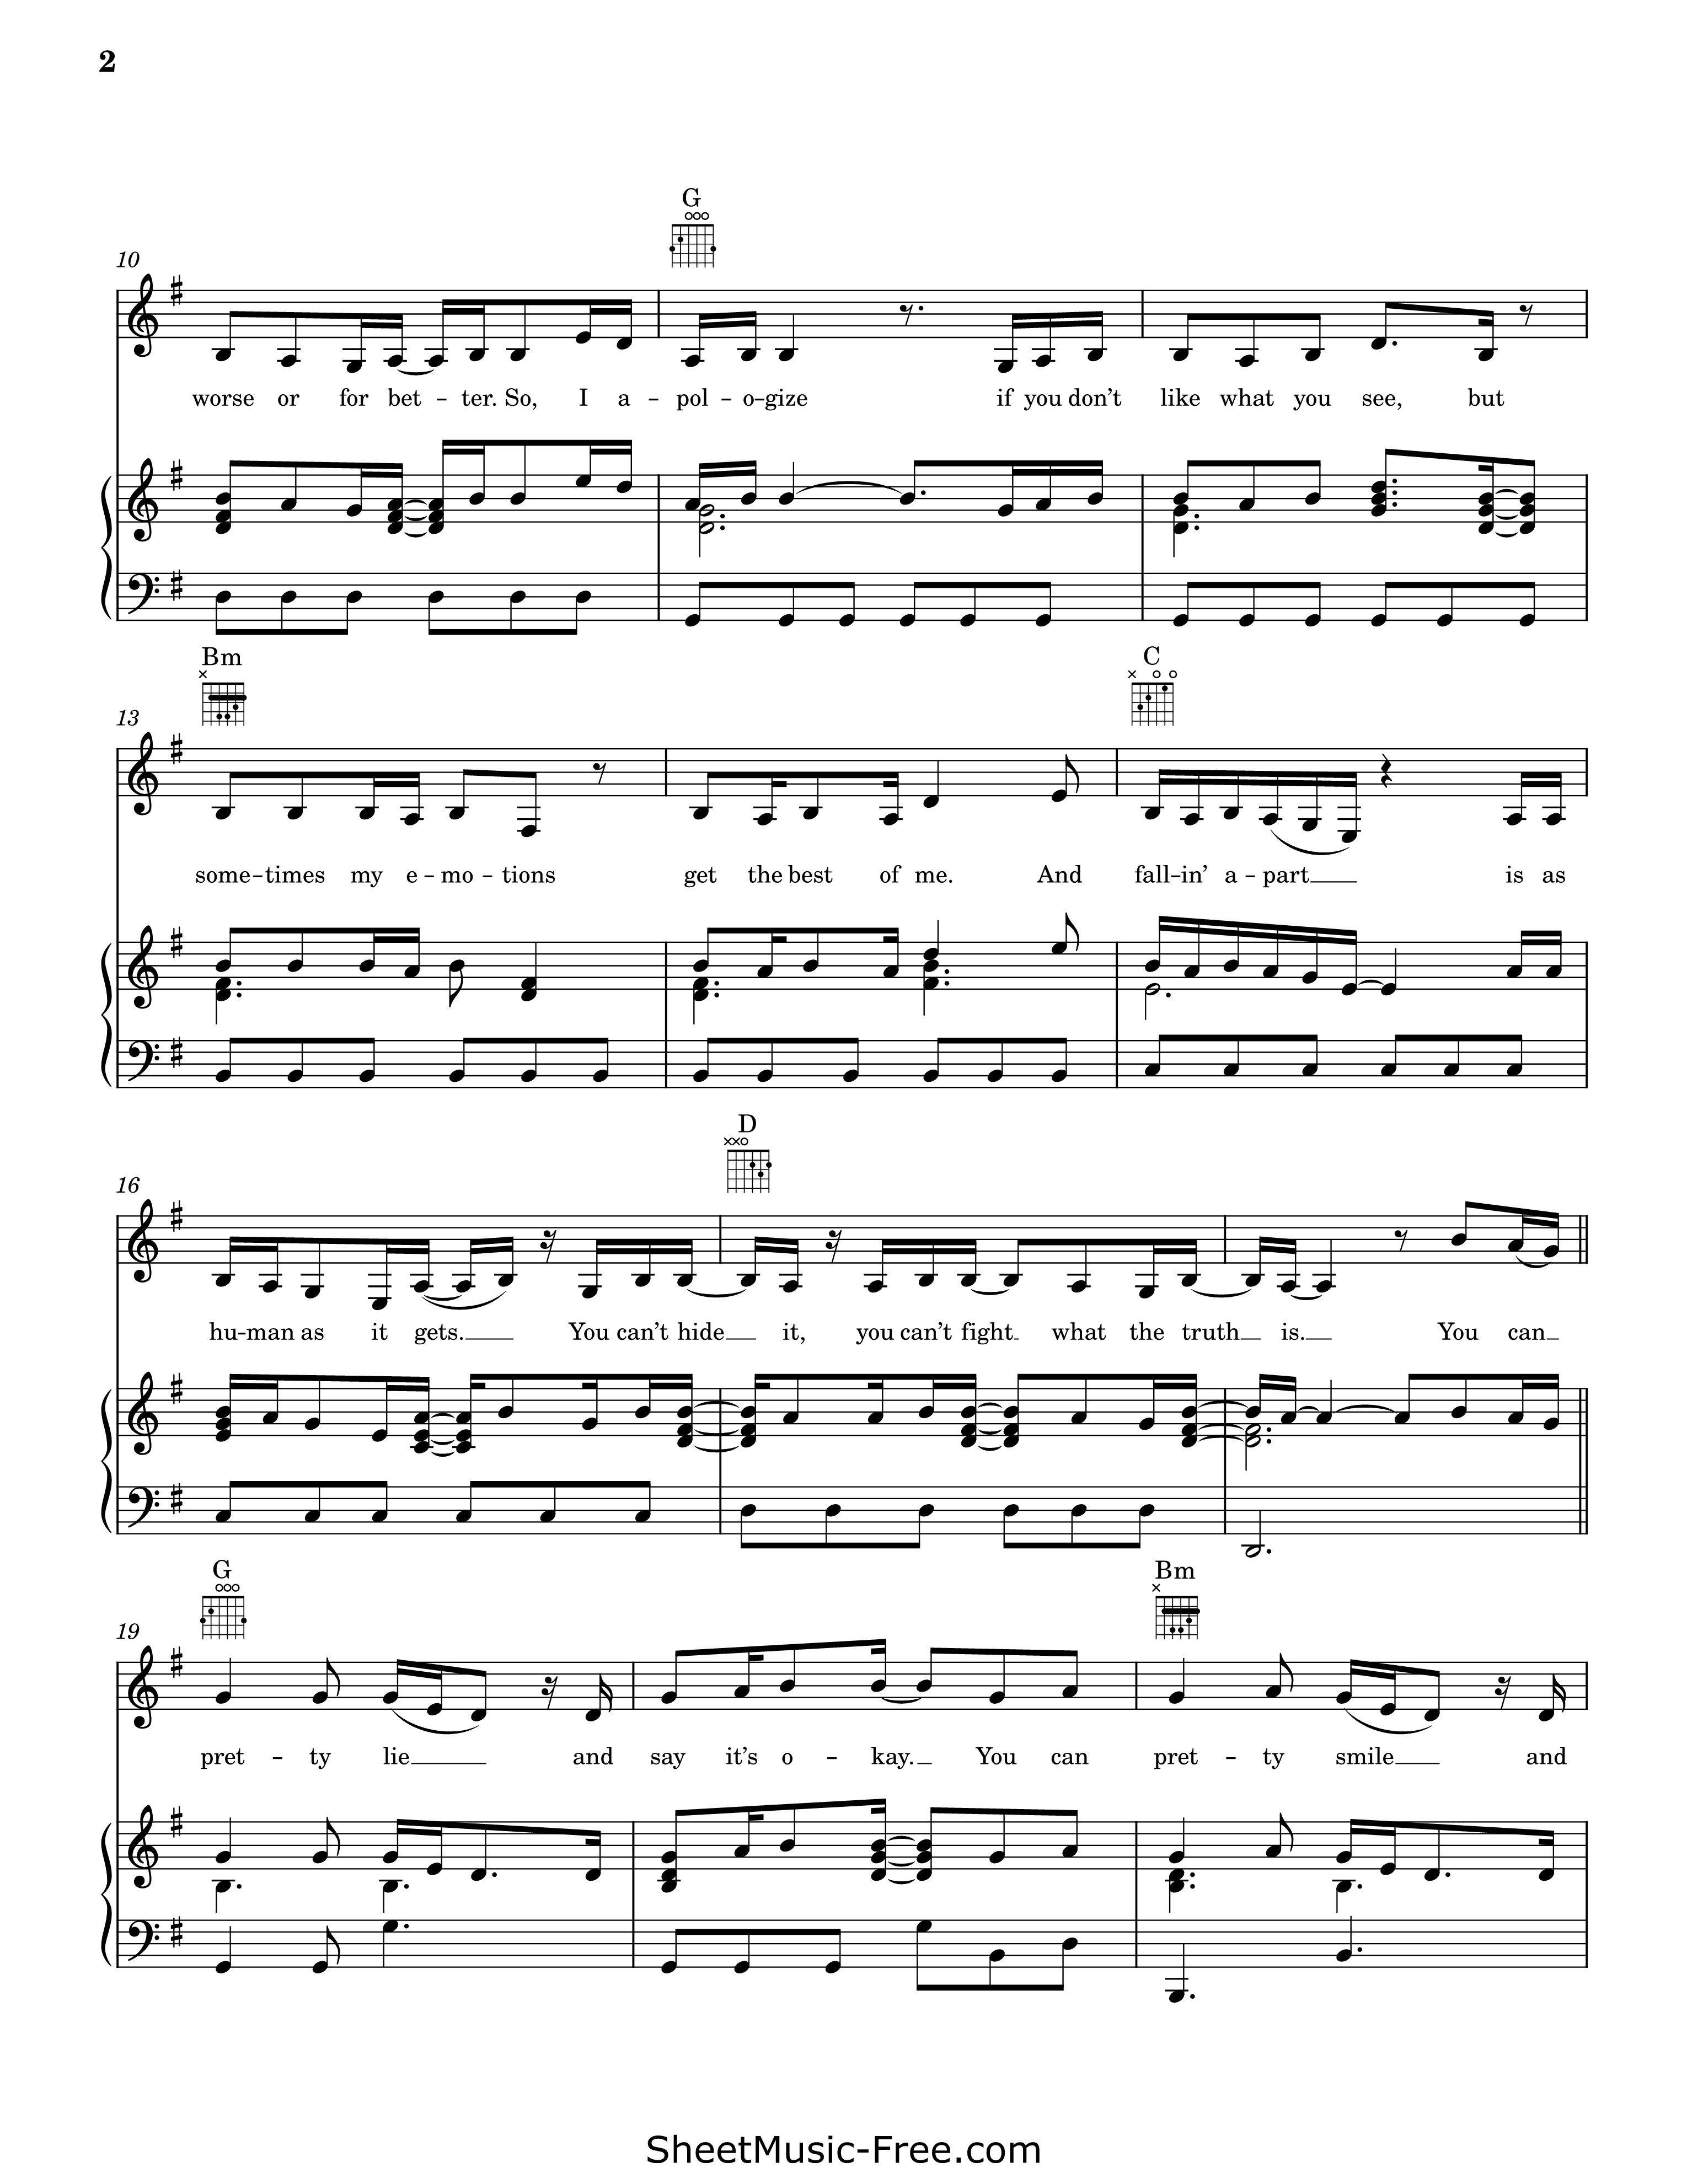 2
G
10
worse or for bet - ter. So, I a - pol - o-gize if you don’t like what you see, but
Bm C
13
some-times my e - mo - tions get the best of me. And fall-in’ a - part is as
D
16
hu-man as it gets. You can’t hide it, you can’t fight what the truth is. You can
G Bm
19
pret - ty lie and say it’s o - kay. You can pret - ty smile and
SheetMusic-Free.com